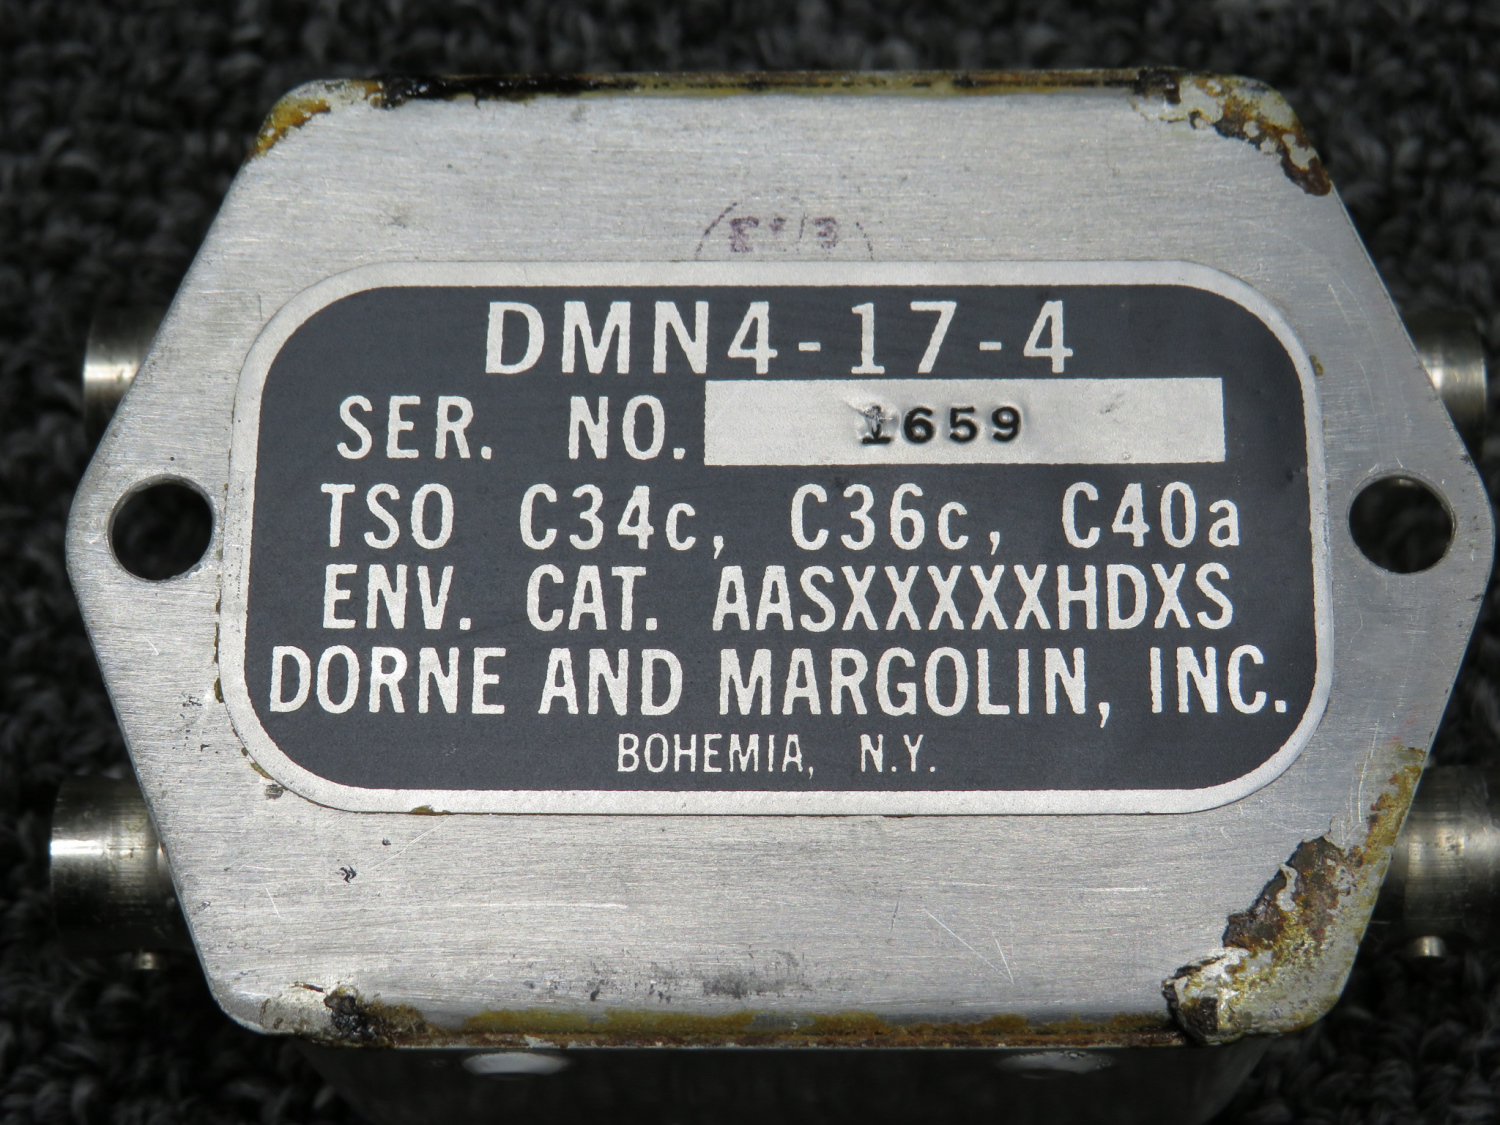 DMN4-17-4
SER. NO. 1659
TSO C34c, C36c, C40a
ENV. CAT. AASXXXXXHDXS
DORNE AND MARGOLIN, INC.
BOHEMIA, N.Y.